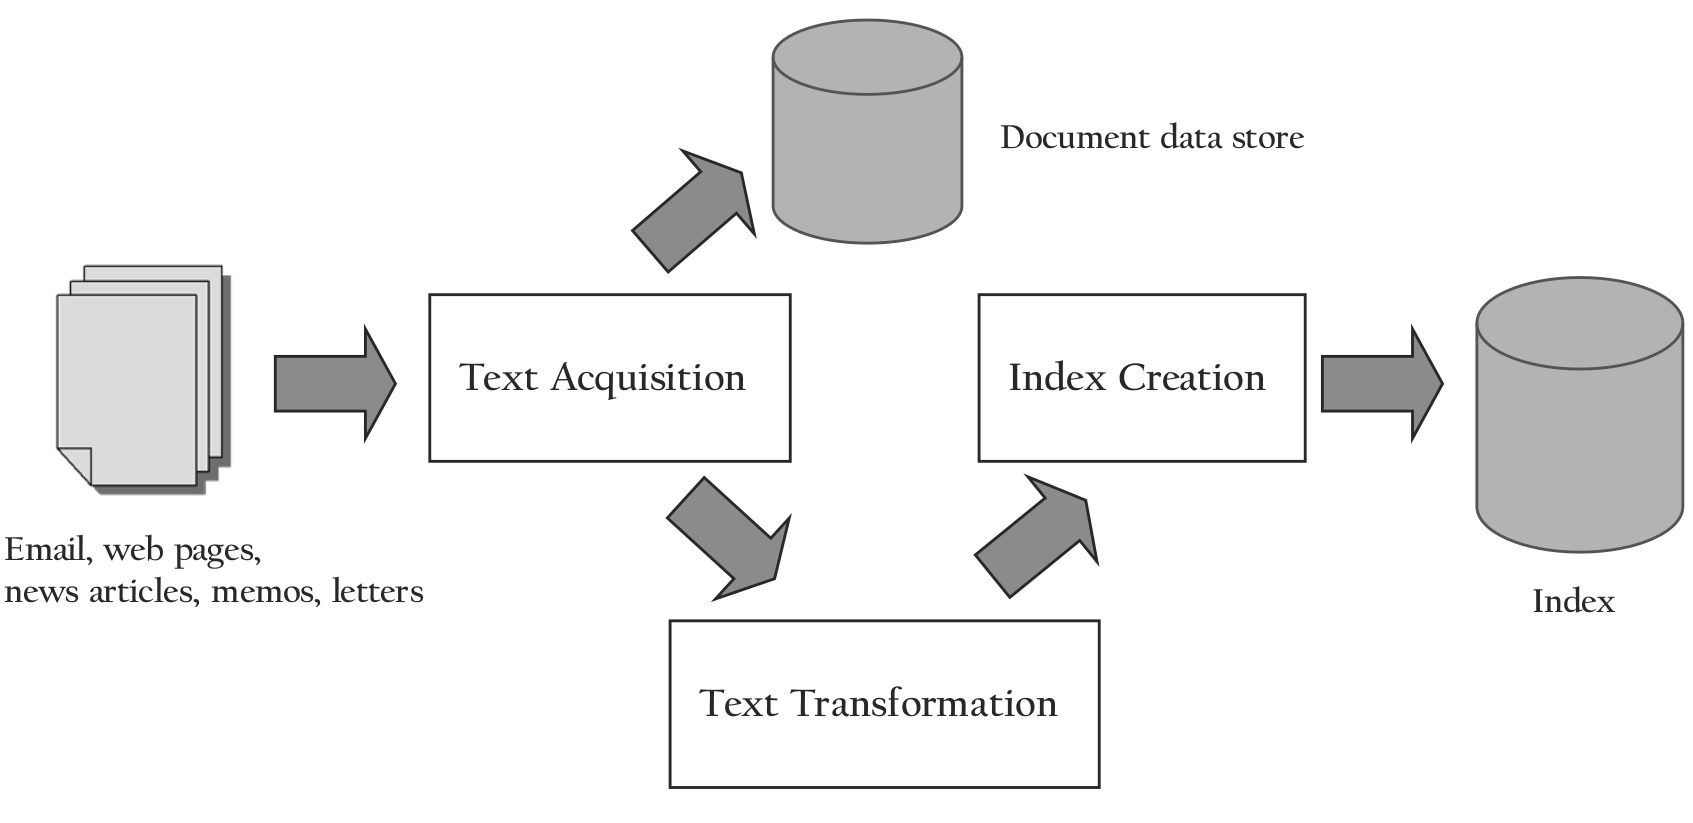 Document data store
Text Acquisition
Index Creation
Email, web pages,
news articles, memos, letters
Index
Text Transformation